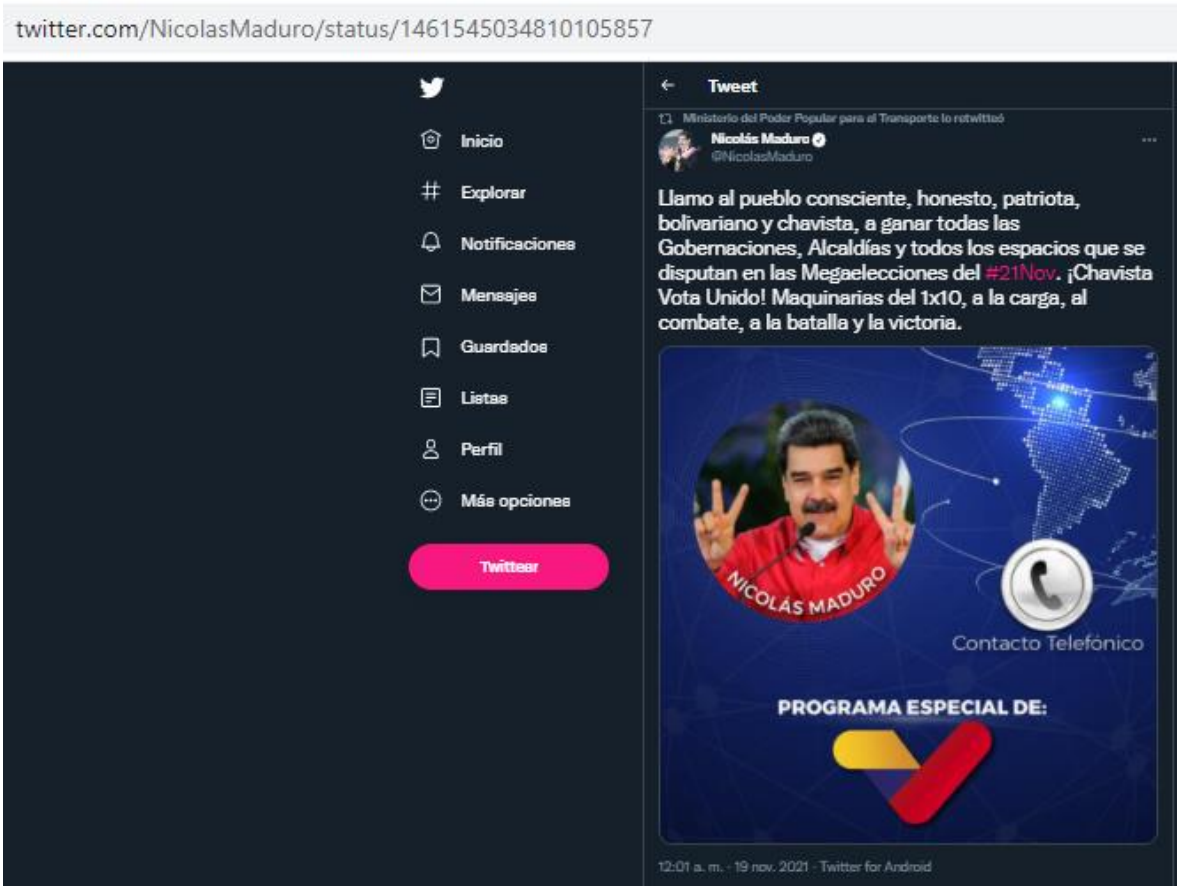 twitter.com/NicolasMaduro/status/1461545034810105857
Inicio
Explorar
Notificaciones
Mensajes
Guardados
Listas
Perfil
Más opciones
Twittear
Tweet
Ministerio del Poder Popular para el Transporte lo retwitteó
Nicolás Maduro
@NicolasMaduro
Llamo al pueblo consciente, honesto, patriota,
bolivariano y chavista, a ganar todas las
Gobernaciones, Alcaldías y todos los espacios que se
disputan en las Megaelecciones del #21Nov. ¡Chavista
Vota Unido! Maquinarias del 1x10, a la carga, al
combate, a la batalla y la victoria.
NICOLÁS MADURO
Contacto Telefónico
PROGRAMA ESPECIAL DE:
12:01 a. m. · 19 nov. 2021 · Twitter for Android